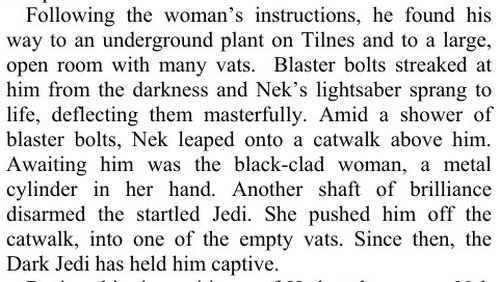 Following the woman’s instructions, he found his
way to an underground plant on Tilnes and to a large,
open room with many vats. Blaster bolts streaked at
him from the darkness and Nek’s lightsaber sprang to
life, deflecting them masterfully. Amid a shower of
blaster bolts, Nek leaped onto a catwalk above him.
Awaiting him was the black-clad woman, a metal
cylinder in her hand. Another shaft of brilliance
disarmed the startled Jedi. She pushed him off the
catwalk, into one of the empty vats. Since then, the
Dark Jedi has held him captive.